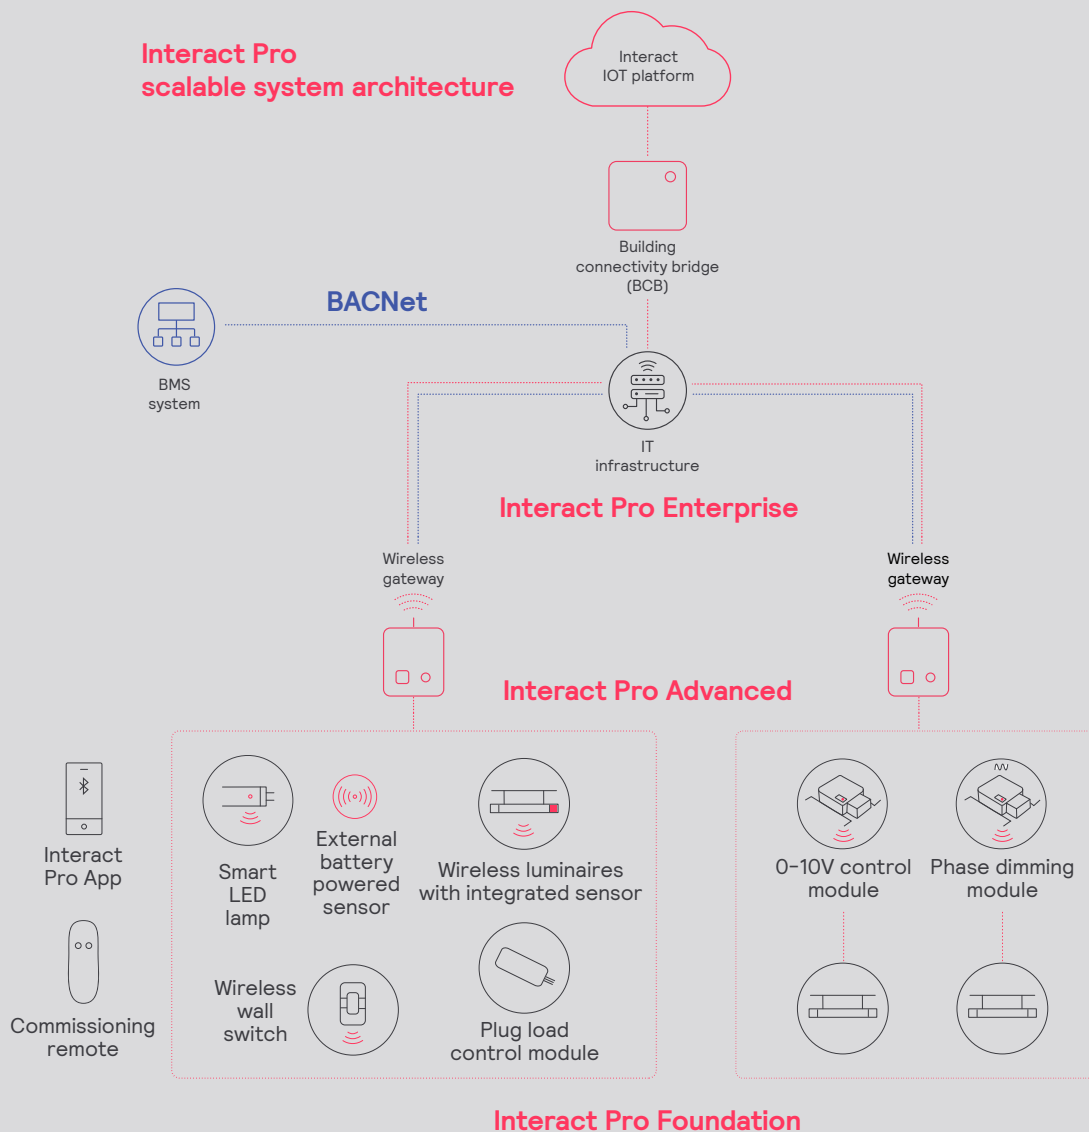 Interact Pro
scalable system architecture
Interact
IOT platform
Building
connectivity bridge
(BCB)
BACNet
BMS
system
IT
infrastructure
Interact Pro Enterprise
Wireless
gateway
Wireless
gateway
Interact Pro Advanced
Interact
Pro App
Smart
LED
lamp
External
battery
powered
sensor
Wireless luminaires
with integrated sensor
0-10V control
module
Phase dimming
module
Commissioning
remote
Wireless
wall
switch
Plug load
control module
Interact Pro Foundation